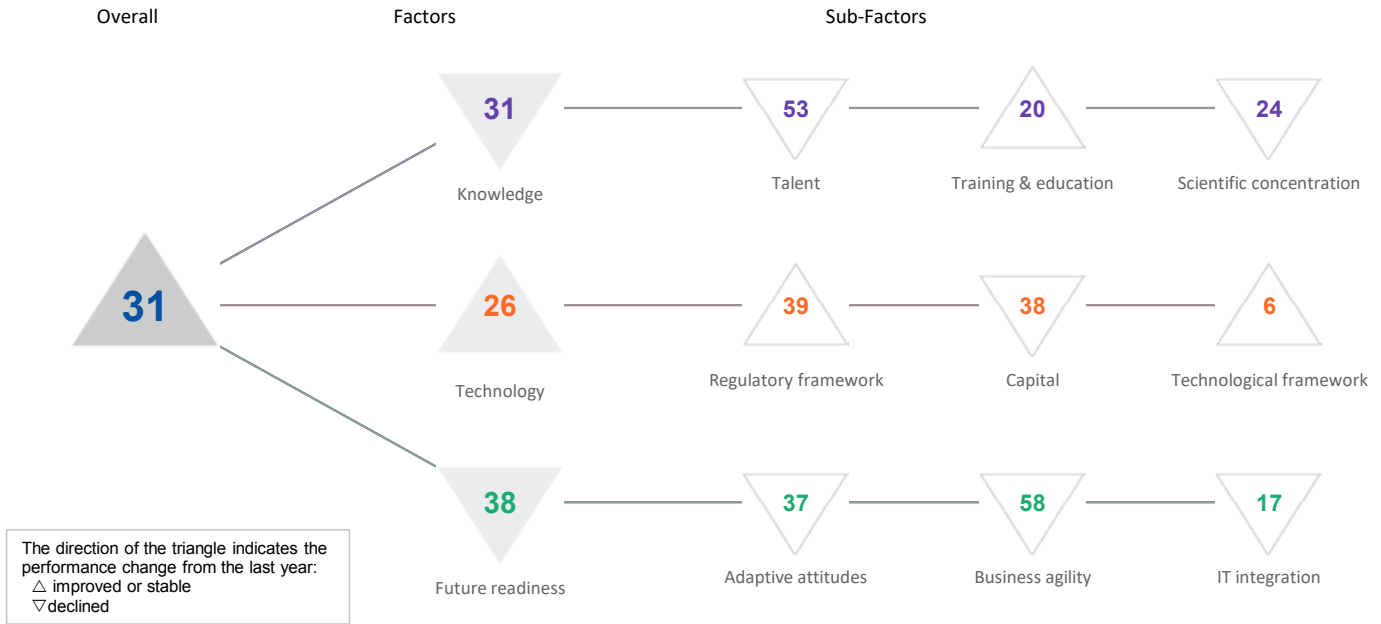 Overall
Factors
Sub-Factors
31
53
20
24
Knowledge
Talent
Training & education
Scientific concentration
31
26
39
38
6
Technology
Regulatory framework
Capital
Technological framework
38
37
58
17
Future readiness
Adaptive attitudes
Business agility
IT integration
The direction of the triangle indicates the
performance change from the last year:
△ improved or stable
▽declined